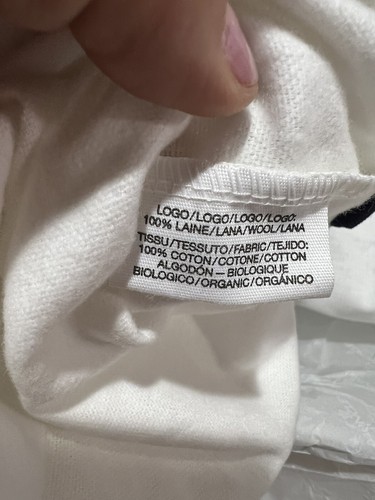 LOGO/LOGO/LOGO/LOGO:
100% LAINE/LANA/WOOL/LANA
TISSU/TESSUTO/FABRIC/TEJIDO:
100% COTON/COTONE/COTTON
ALGODÓN — BIOLOGIQUE
BIOLOGICO/ORGANIC/ORGÁNICO